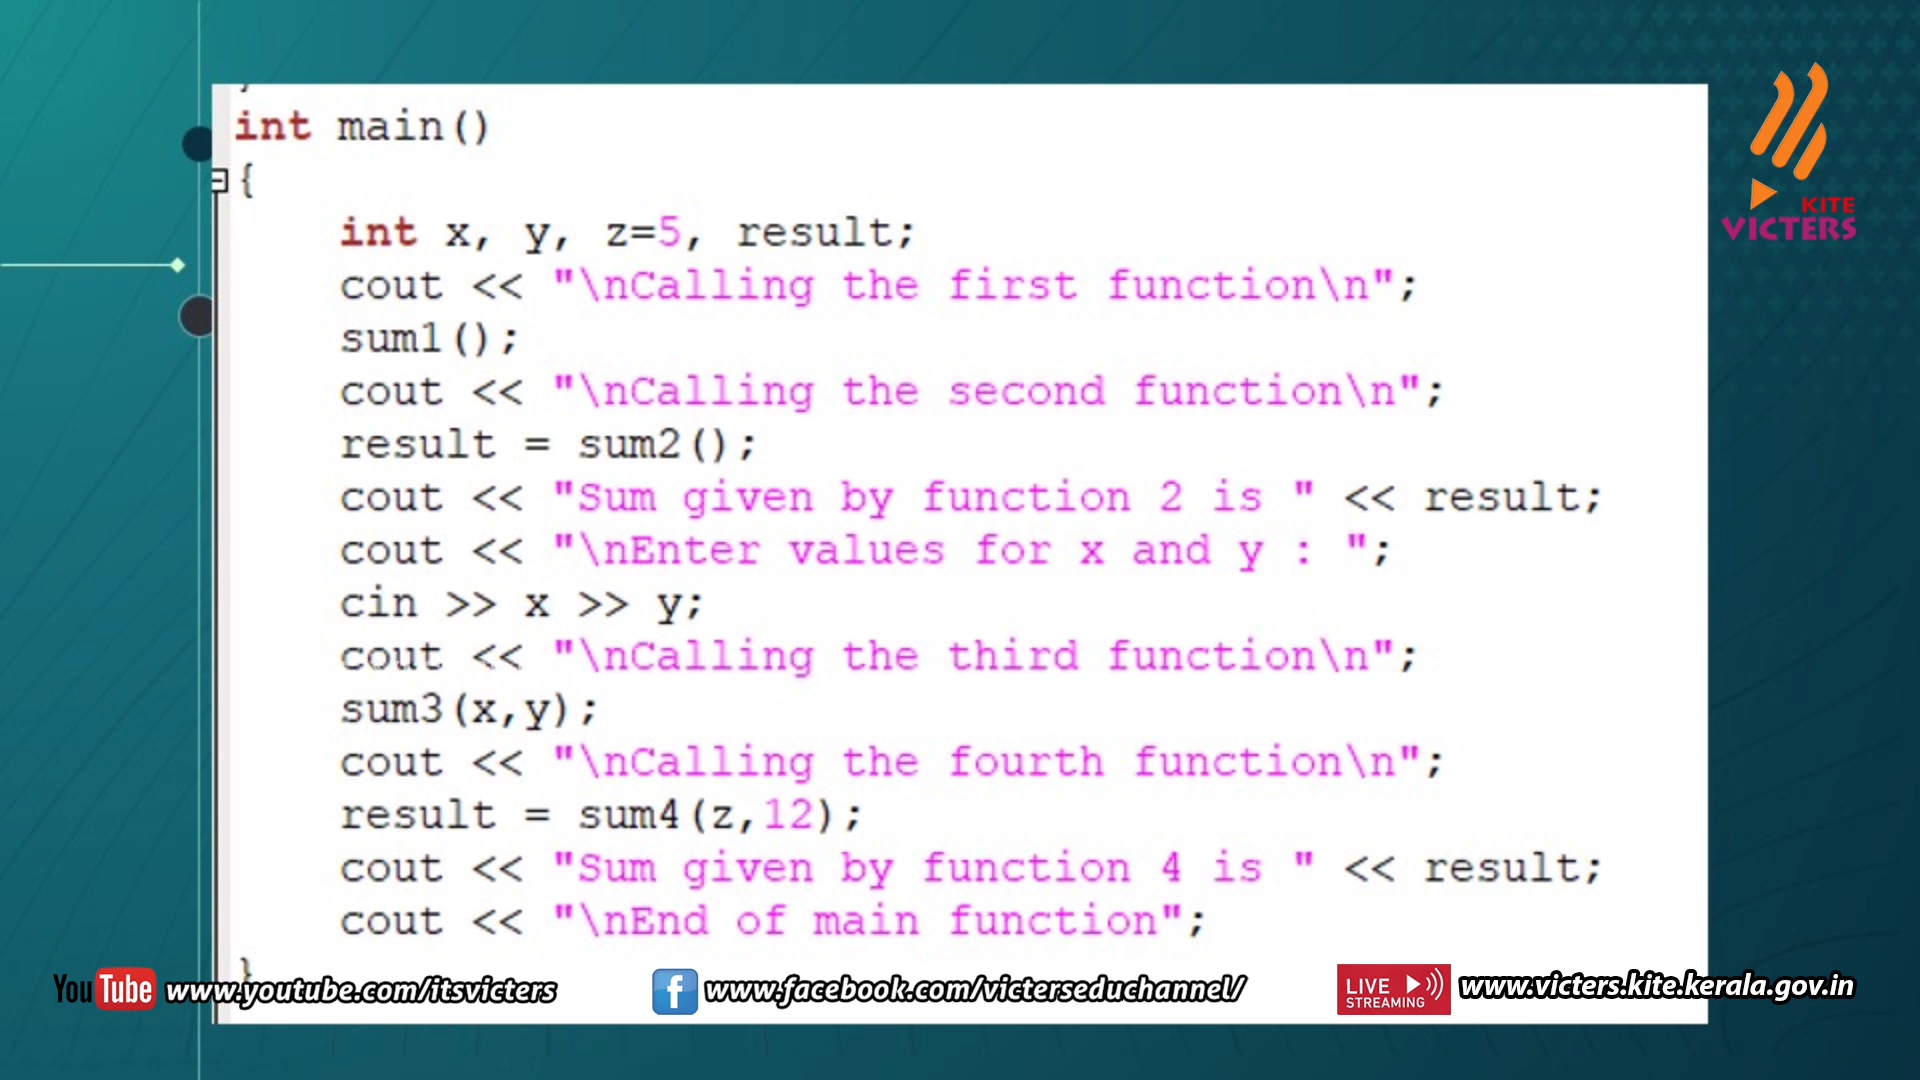 int main()
{
int x, y, z=5, result;
cout << "\nCalling the first function\n";
sum1();
cout << "\nCalling the second function\n";
result = sum2();
cout << "Sum given by function 2 is " << result;
cout << "\nEnter values for x and y : ";
cin >> x >> y;
cout << "\nCalling the third function\n";
sum3(x,y);
cout << "\nCalling the fourth function\n";
result = sum4(z,12);
cout << "Sum given by function 4 is " << result;
cout << "\nEnd of main function";
}
KITE
VICTERS
YouTube www.youtube.com/itsvicters
f www.facebook.com/victerseduchannel/
LIVE
STREAMING
www.victers.kite.kerala.gov.in